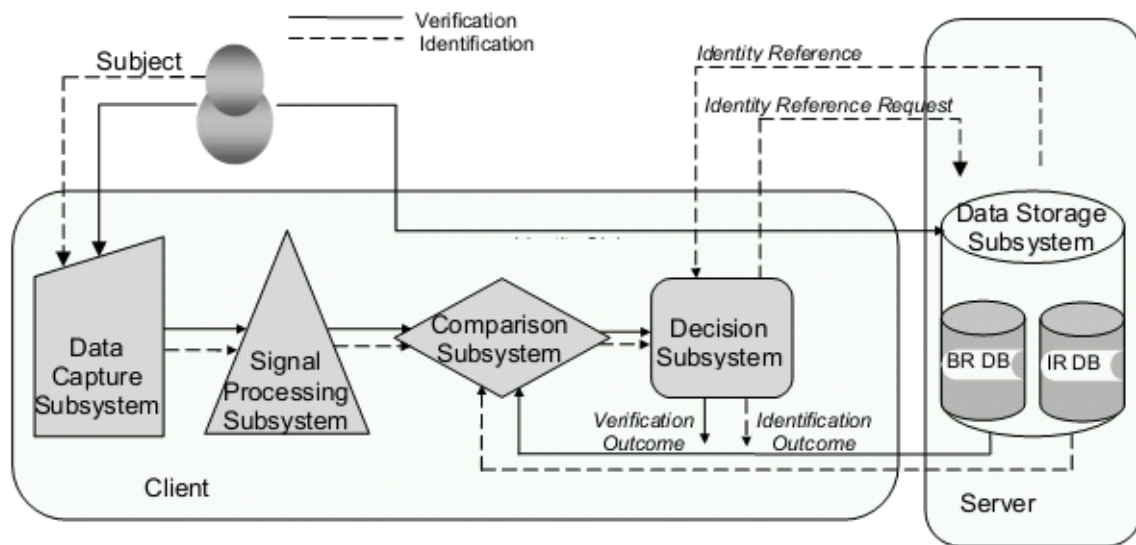 Verification
Identification
Subject
Identity Reference
Identity Reference Request
Data Storage
Subsystem
Data
Capture
Subsystem
Signal
Processing
Subsystem
Comparison
Subsystem
Decision
Subsystem
BR DB
IR DB
Verification
Outcome
Identification
Outcome
Client
Server